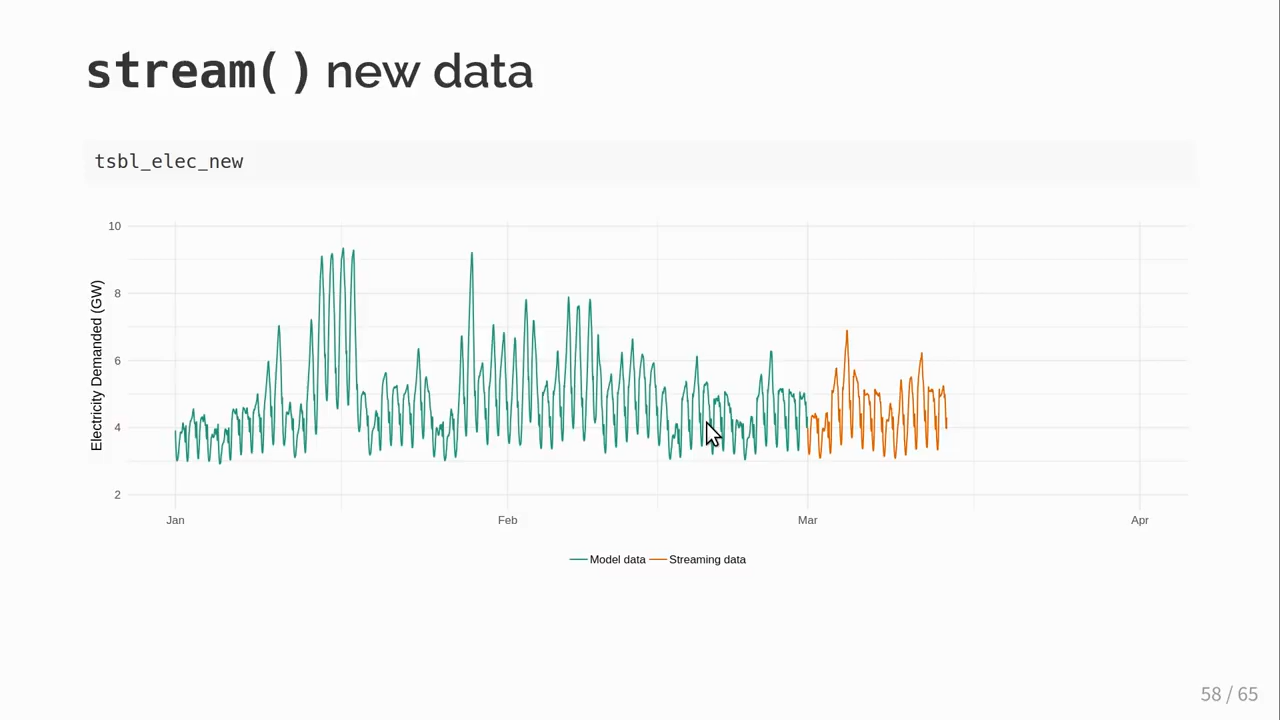 stream() new data
tsbl_elec_new
Electricity Demanded (GW)
10
8
6
4
2
Jan Feb Mar Apr
Model data Streaming data
58 / 65